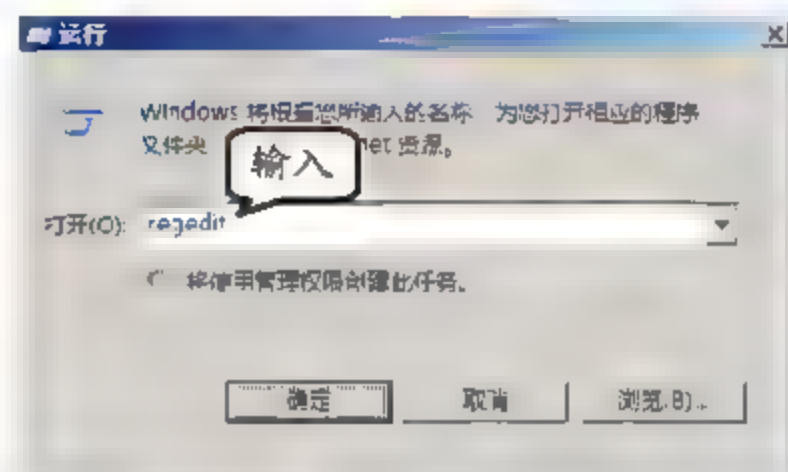 运行
Windows 将根据您所输入的名称 为您打开相应的程序
文件夹 net 资源。
输入
打开(O): regedit
将使用管理权限创建此任务。
确定 取消 浏览(B)...